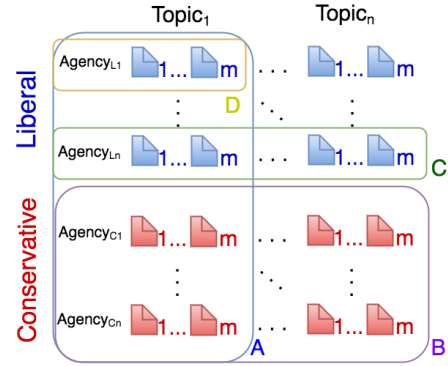 Topic1 Topicn
AgencyL1 1... m . . . 1... m
D
Liberal
AgencyLn 1... m . . . 1... m
C
Conservative
AgencyC1 1... m . . . 1... m
AgencyCn 1... m . . . 1... m
A
B